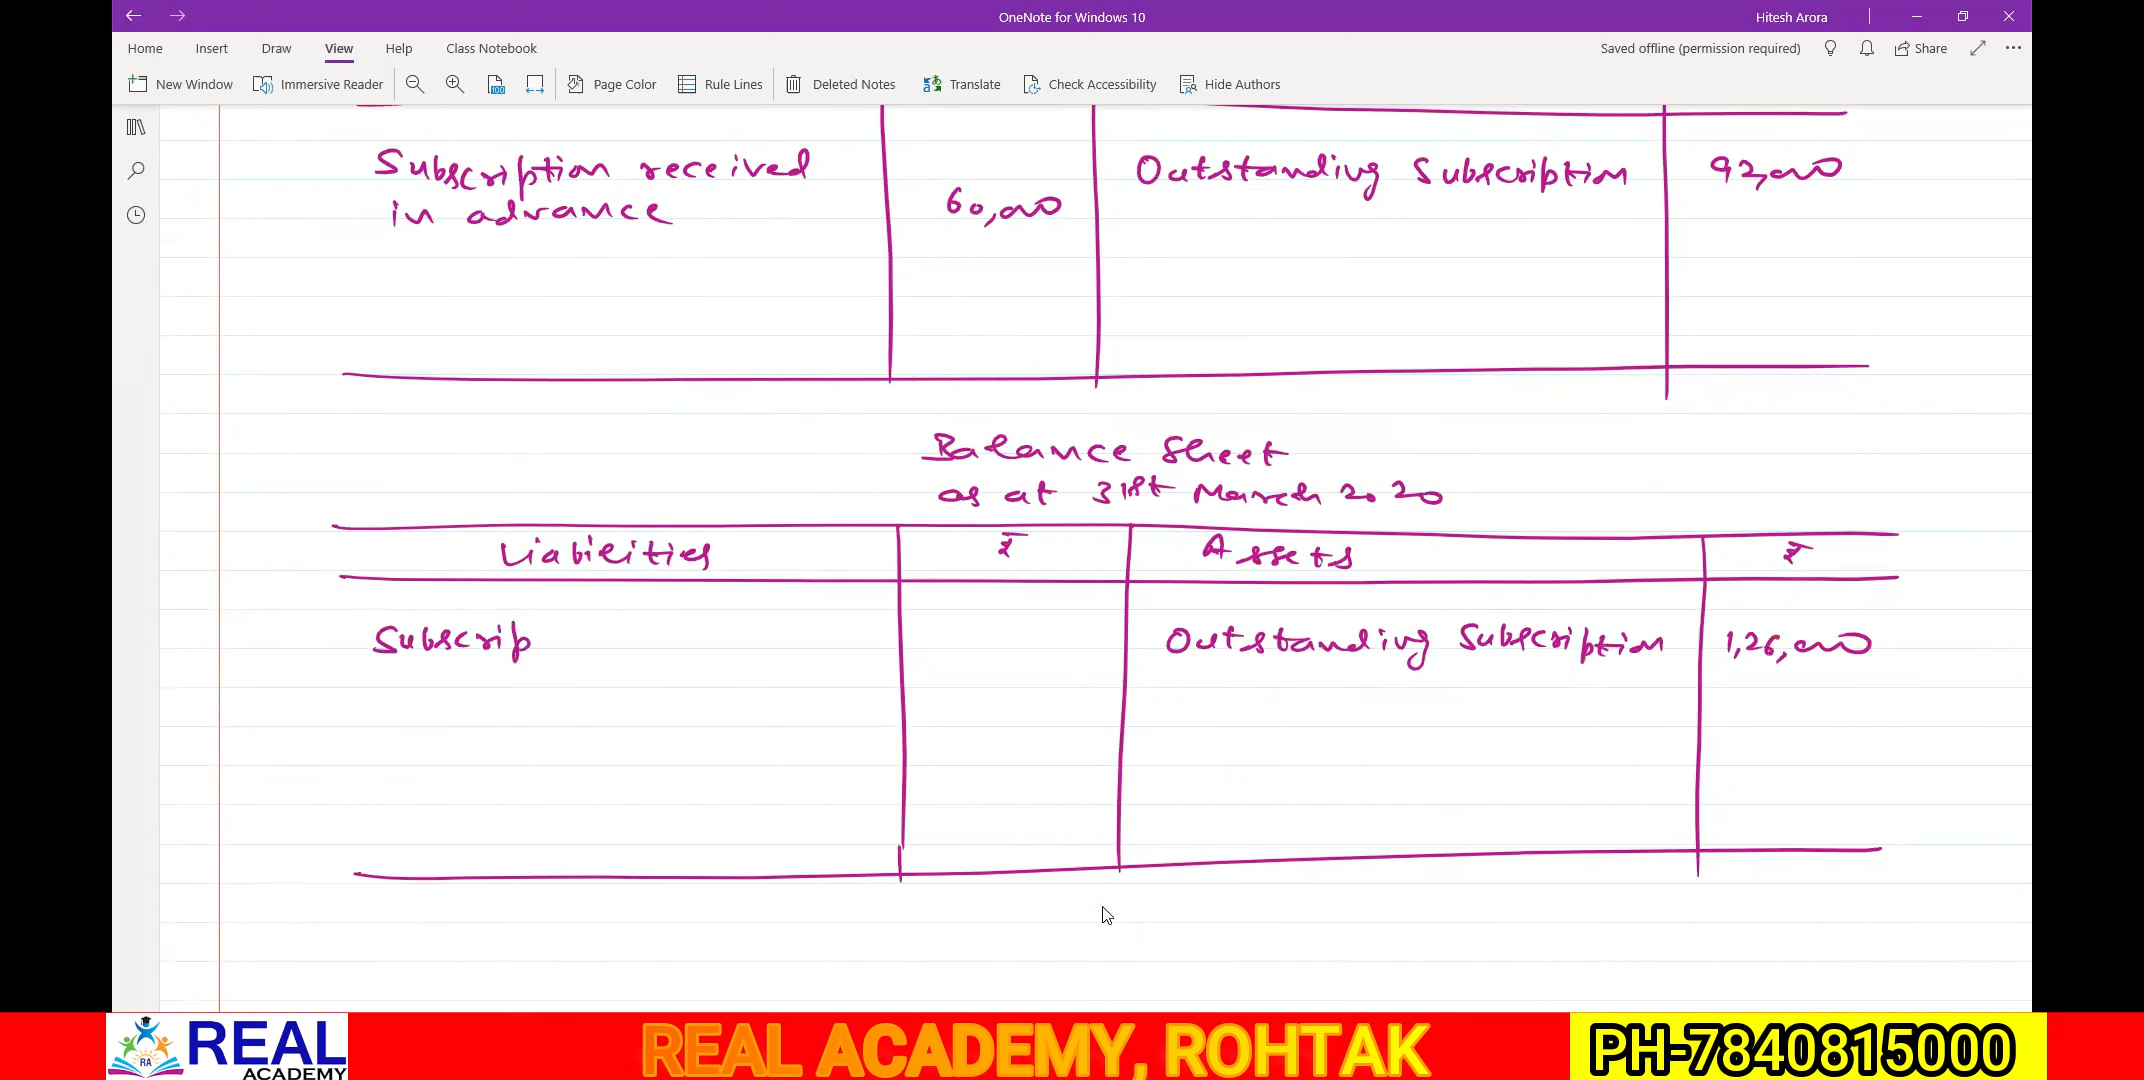 OneNote for Windows 10
Hitesh Arora
Home Insert Draw View Help Class Notebook
Saved offline (permission required) Share
New Window Immersive Reader Page Color Rule Lines Deleted Notes Translate Check Accessibility Hide Authors
Subscription received in advance 60,000
Outstanding Subscription 92,000
Balance Sheet
as at 31st March 2020
Liabilities ₹ Assets ₹
Subscrip Outstanding Subscription 1,26,000
RA REAL ACADEMY
REAL ACADEMY, ROHTAK
PH-7840815000